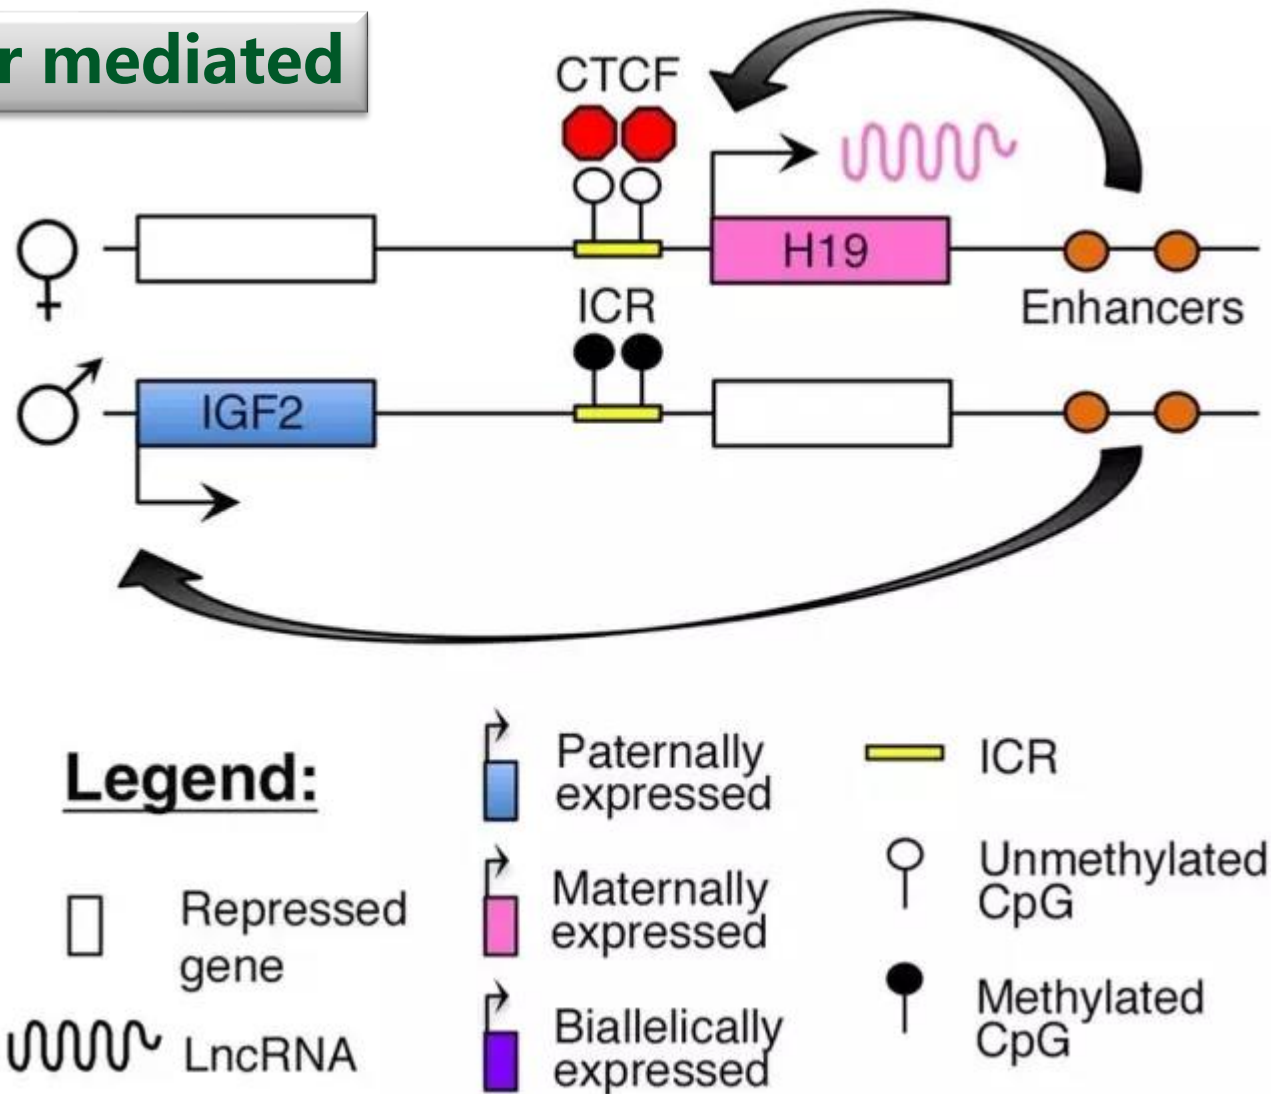 r mediated
CTCF
H19
Enhancers
ICR
IGF2
Legend:
Repressed
gene
LncRNA
Paternally
expressed
Maternally
expressed
Biallelically
expressed
ICR
Unmethylated
CpG
Methylated
CpG